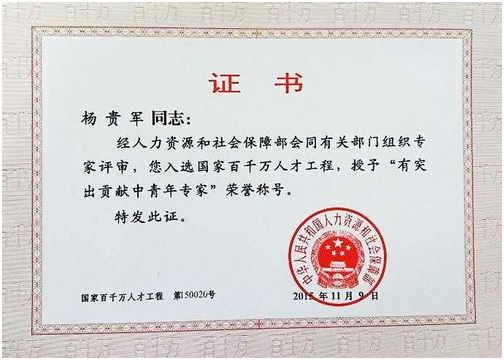 证书
杨贵军同志：
经人力资源和社会保障部会同有关部门组织专
家评审，您入选国家百千万人才工程，授予“有突
出贡献中青年专家”荣誉称号。
特发此证。
中华人民共和国人力资源和社会保障部
国家百千万人才工程 第150020号
2015年11月9日